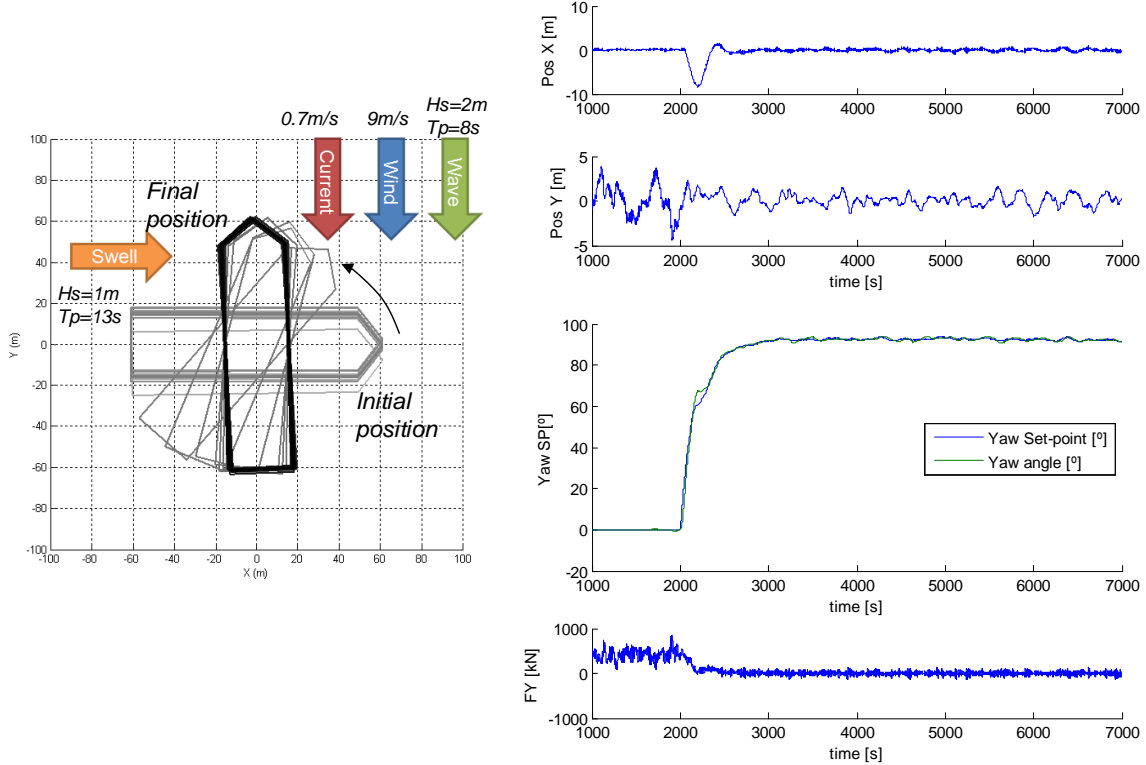 Hs=2m
0.7m/s 9m/s Tp=8s
Current
Wind
Wave
Final
position
Swell
Hs=1m
Tp=13s
Initial
position
100
80
60
40
20
0
-20
-40
-60
-80
-100
Y (m)
-100 -80 -60 -40 -20 0 20 40 60 80 100
X (m)
Pos X [m]
10
0
-10
1000 2000 3000 4000 5000 6000 7000
Pos Y [m]
5
0
-5
1000 2000 3000 4000 5000 6000 7000
time [s]
Yaw SP[º]
100
80
60
40
20
0
-20
Yaw Set-point [º]
Yaw angle [º]
1000 2000 3000 4000 5000 6000 7000
time [s]
FY [kN]
1000
0
-1000
1000 2000 3000 4000 5000 6000 7000
time [s]